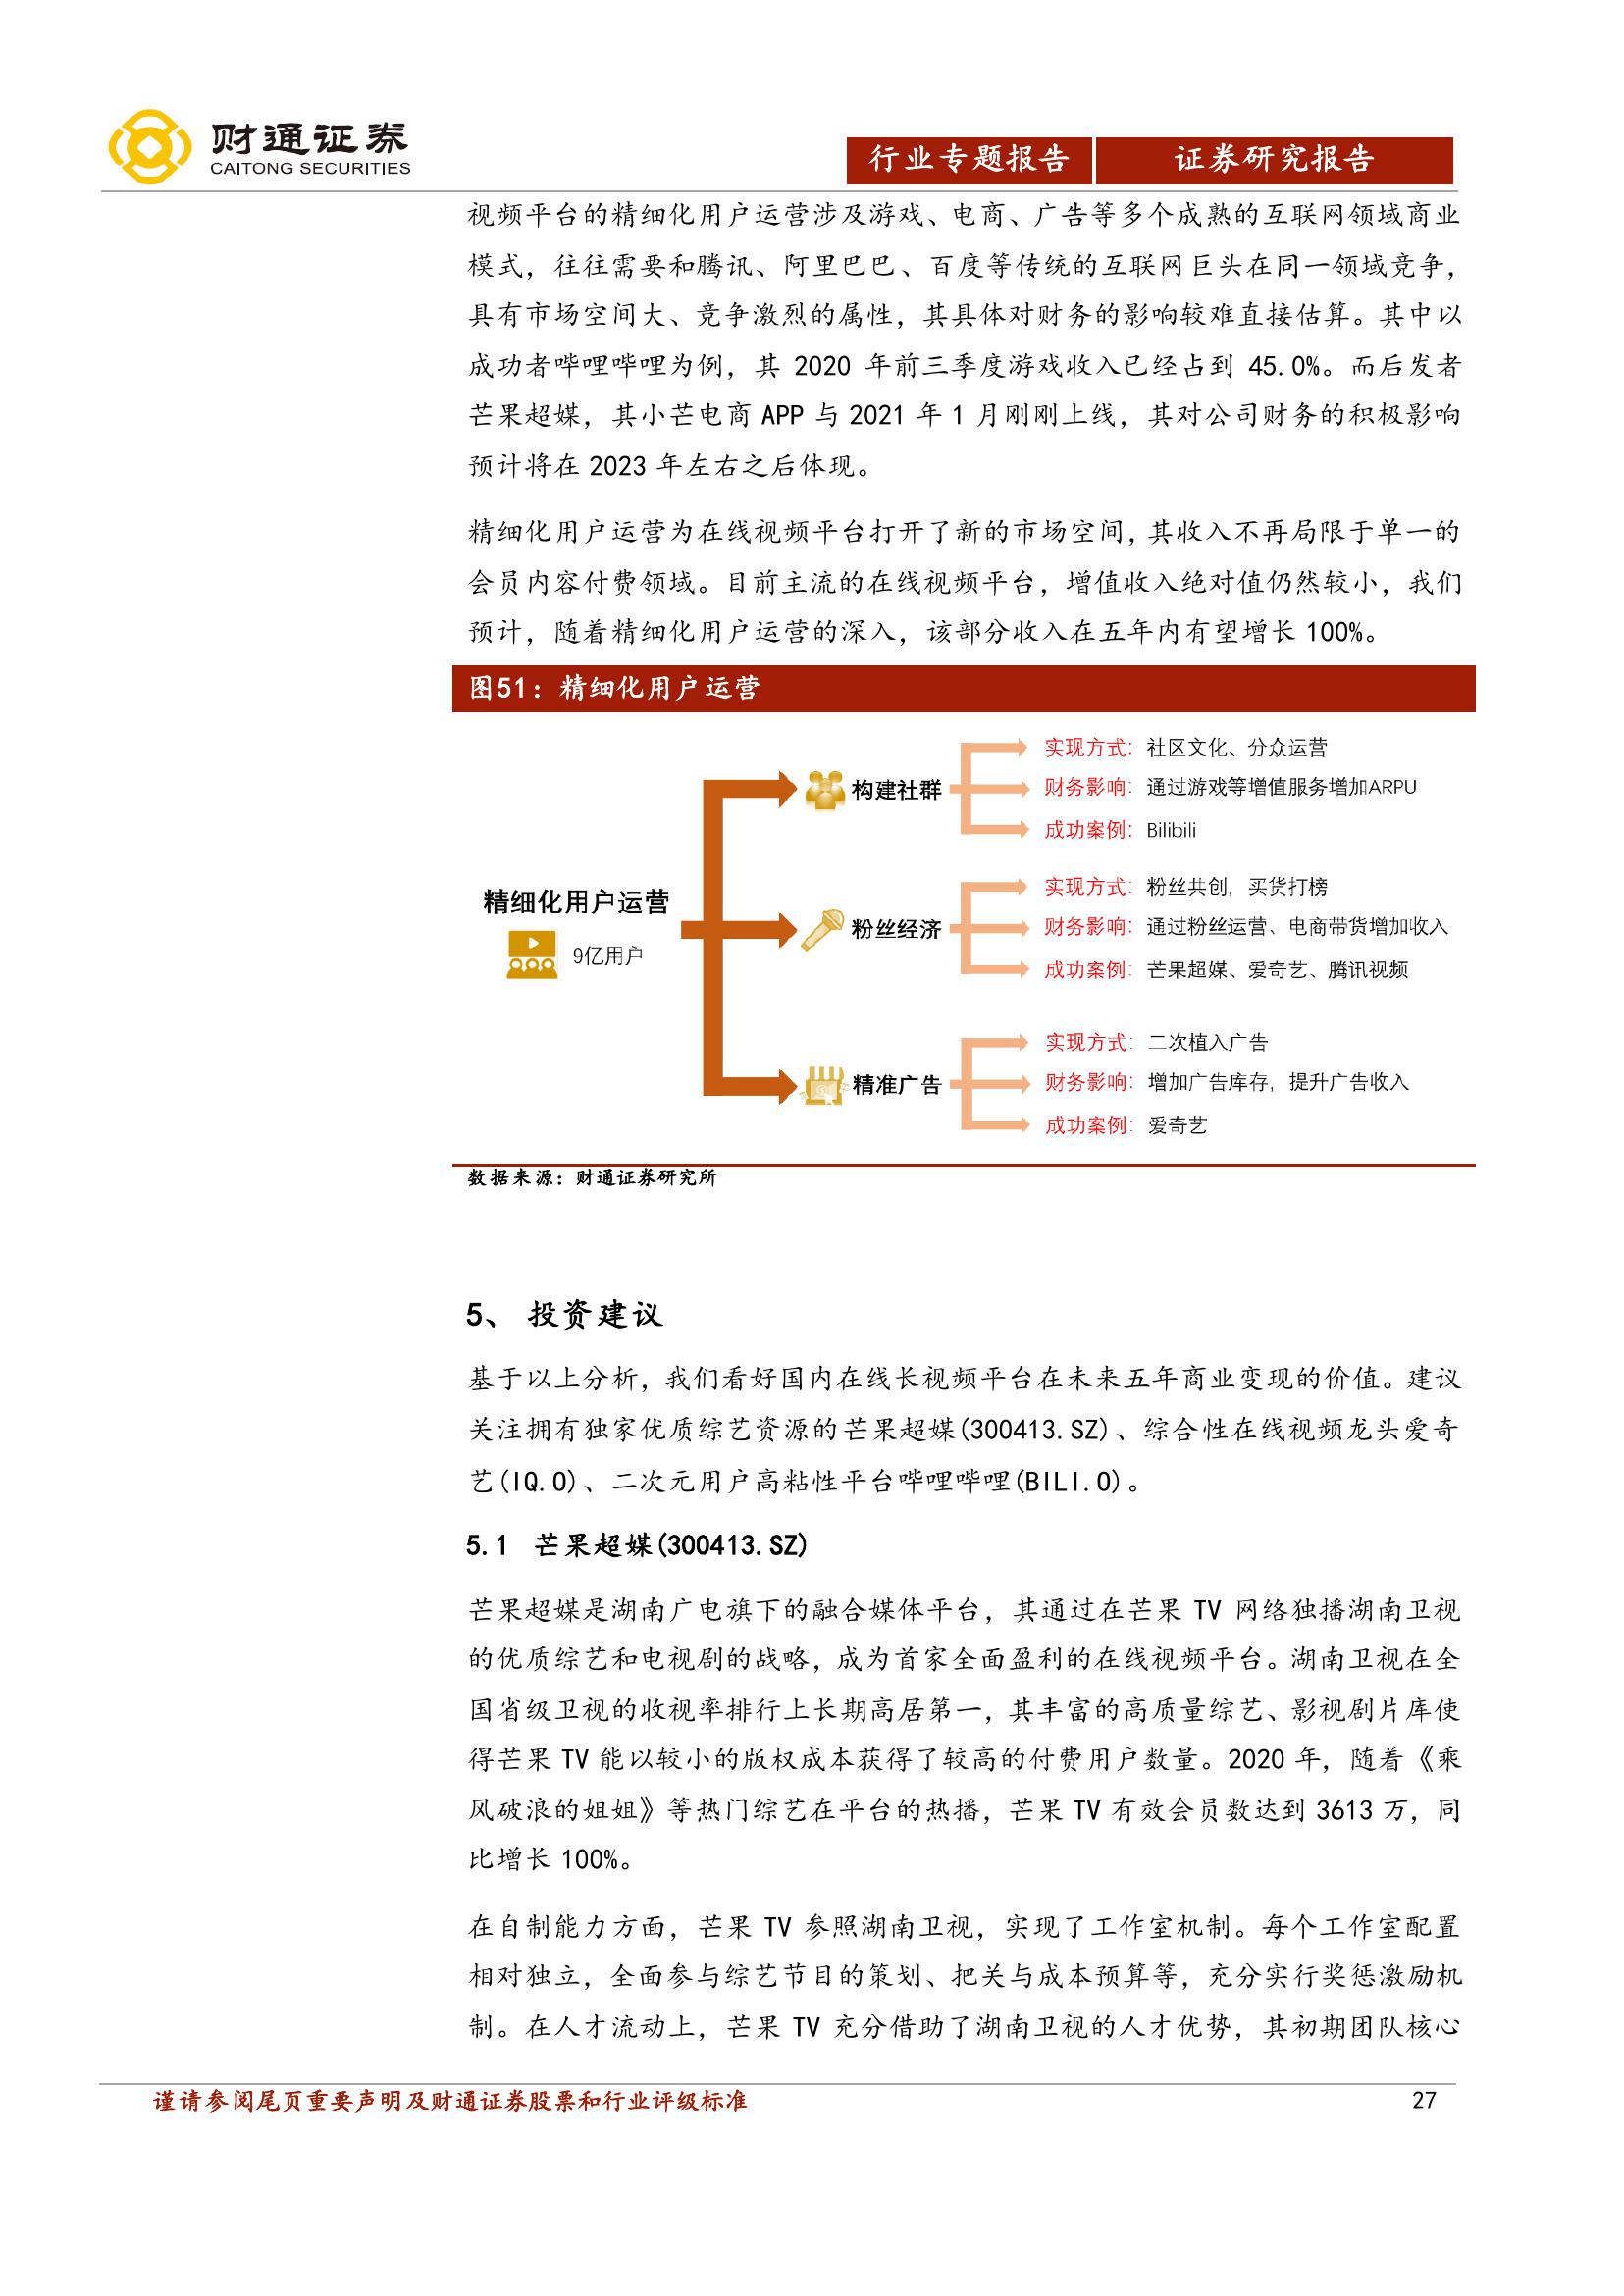 财通证券
CAITONG SECURITIES
行业专题报告
证券研究报告
视频平台的精细化用户运营涉及游戏、电商、广告等多个成熟的互联网领域商业
模式，往往需要和腾讯、阿里巴巴、百度等传统的互联网巨头在同一领域竞争，
具有市场空间大、竞争激烈的属性，其具体对财务的影响较难直接估算。其中以
成功者哔哩哔哩为例，其 2020 年前三季度游戏收入已经占到 45.0%。而后发者
芒果超媒，其小芒电商 APP 与 2021 年 1 月刚刚上线，其对公司财务的积极影响
预计将在 2023 年左右之后体现。
精细化用户运营为在线视频平台打开了新的市场空间，其收入不再局限于单一的
会员内容付费领域。目前主流的在线视频平台，增值收入绝对值仍然较小，我们
预计，随着精细化用户运营的深入，该部分收入在五年内有望增长 100%。
图51：精细化用户运营
精细化用户运营
9亿用户
构建社群
实现方式：社区文化、分众运营
财务影响：通过游戏等增值服务增加ARPU
成功案例：Bilibili
粉丝经济
实现方式：粉丝共创，买货打榜
财务影响：通过粉丝运营、电商带货增加收入
成功案例：芒果超媒、爱奇艺、腾讯视频
精准广告
实现方式：二次植入广告
财务影响：增加广告库存，提升广告收入
成功案例：爱奇艺
数据来源：财通证券研究所
5、 投资建议
基于以上分析，我们看好国内在线长视频平台在未来五年商业变现的价值。建议
关注拥有独家优质综艺资源的芒果超媒(300413.SZ)、综合性在线视频龙头爱奇
艺(IQ.O)、二次元用户高粘性平台哔哩哔哩(BILI.O)。
5.1 芒果超媒(300413.SZ)
芒果超媒是湖南广电旗下的融合媒体平台，其通过在芒果 TV 网络独播湖南卫视
的优质综艺和电视剧的战略，成为首家全面盈利的在线视频平台。湖南卫视在全
国省级卫视的收视率排行上长期高居第一，其丰富的高质量综艺、影视剧片库使
得芒果 TV 能以较小的版权成本获得了较高的付费用户数量。2020 年，随着《乘
风破浪的姐姐》等热门综艺在平台的热播，芒果 TV 有效会员数达到 3613 万，同
比增长 100%。
在自制能力方面，芒果 TV 参照湖南卫视，实现了工作室机制。每个工作室配置
相对独立，全面参与综艺节目的策划、把关与成本预算等，充分实行奖惩激励机
制。在人才流动上，芒果 TV 充分借助了湖南卫视的人才优势，其初期团队核心
谨请参阅尾页重要声明及财通证券股票和行业评级标准
27